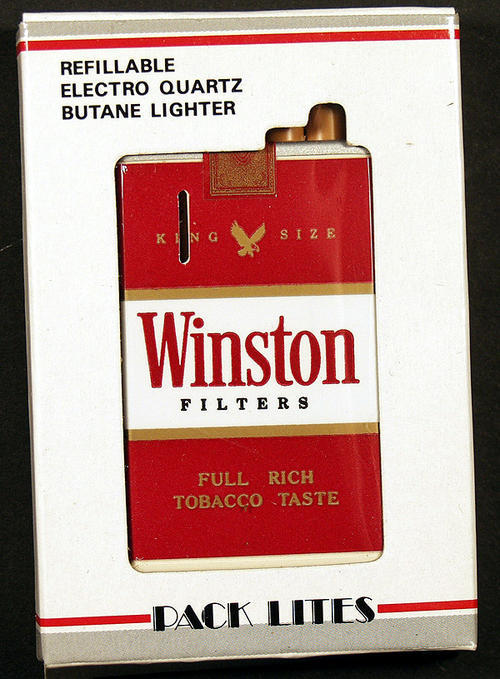 REFILLABLE
ELECTRO QUARTZ
BUTANE LIGHTER
KING SIZE
Winston
FILTERS
FULL RICH
TOBACCO TASTE
PACK LITES